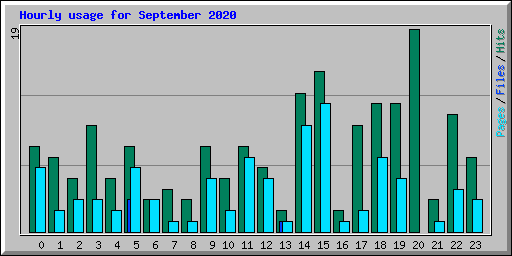 Hourly usage for September 2020
19
Pages / Files / Hits
0 1 2 3 4 5 6 7 8 9 10 11 12 13 14 15 16 17 18 19 20 21 22 23